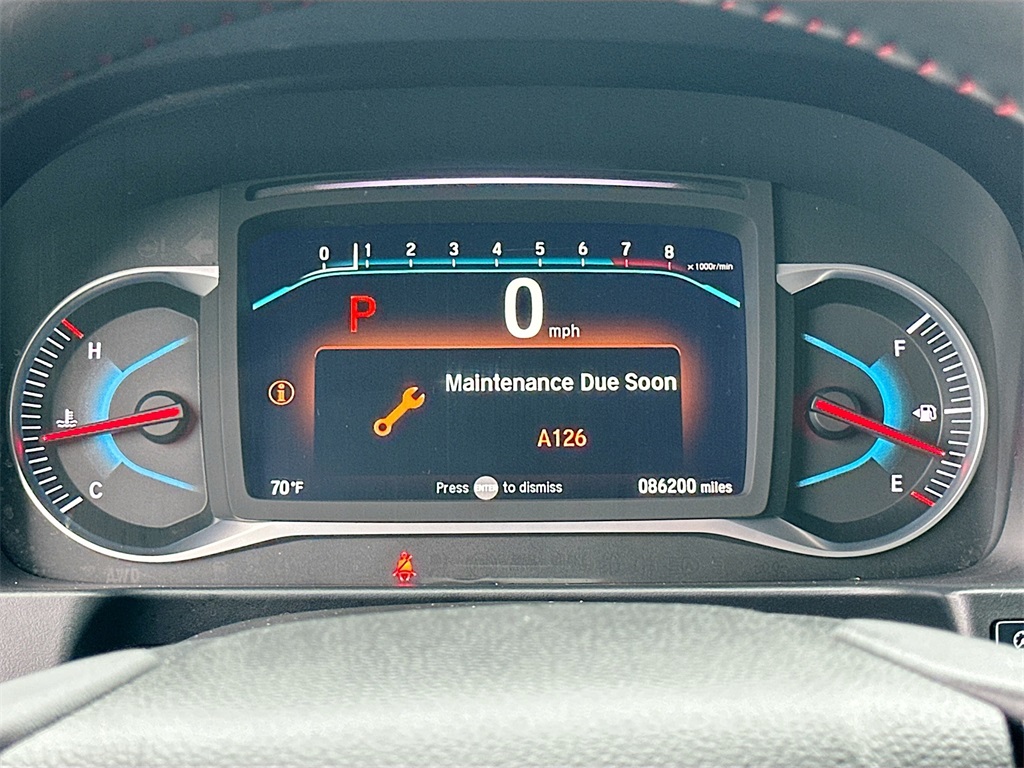 0 1 2 3 4 5 6 7 8 x1000r/min
P 0 mph
H
F
Maintenance Due Soon
A126
C
E
70°F Press ENTER to dismiss 086200 miles